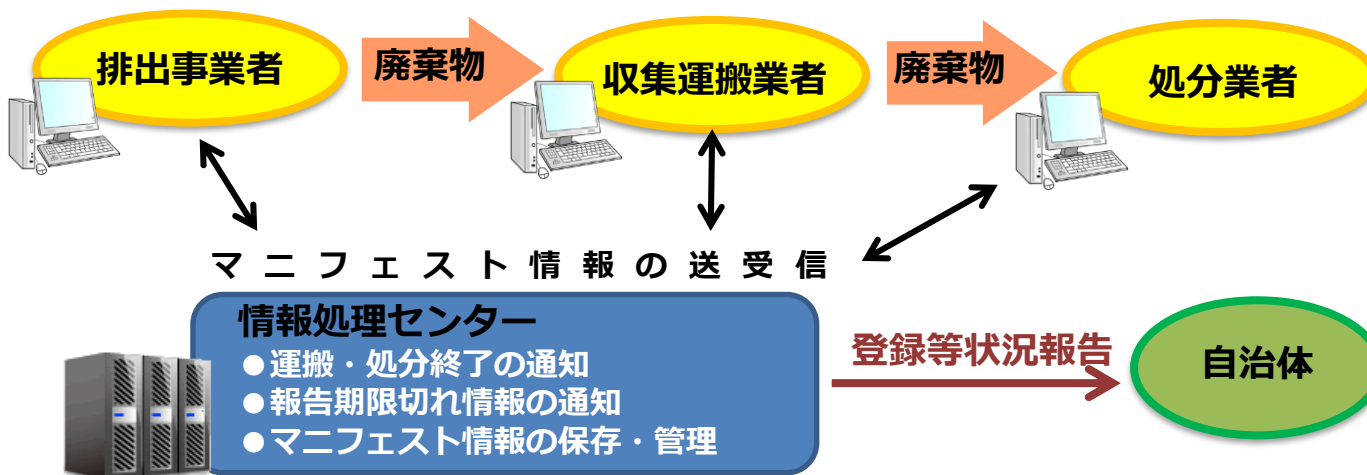 排出事業者
廃棄物
収集運搬業者
廃棄物
処分業者
マニフェスト情報の送受信
情報処理センター
●運搬・処分終了の通知
●報告期限切れ情報の通知
●マニフェスト情報の保存・管理
登録等状況報告
自治体